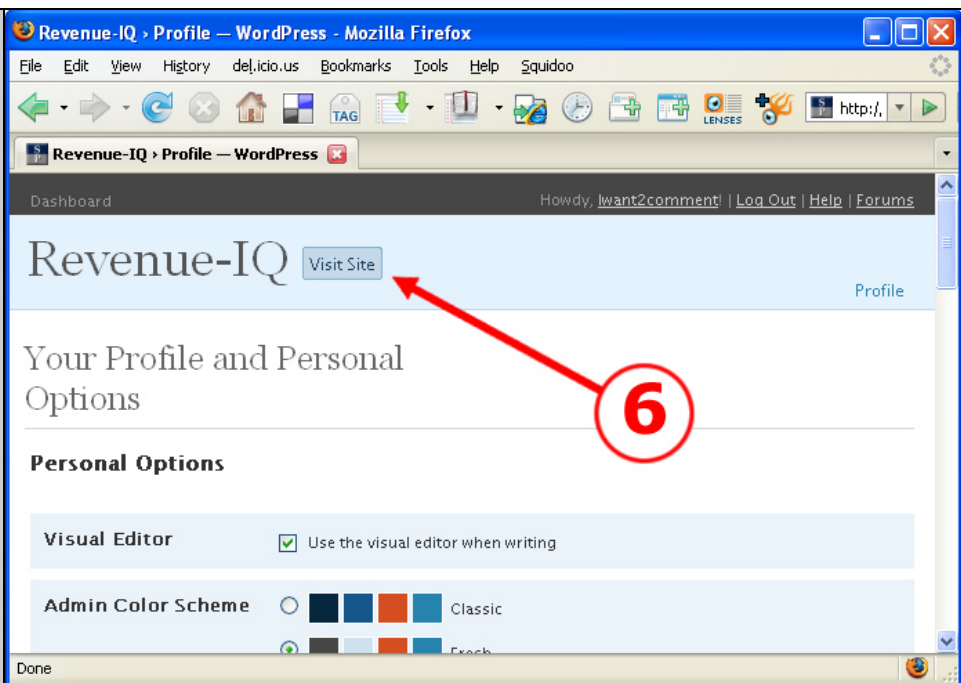 Revenue-IQ › Profile — WordPress - Mozilla Firefox
File Edit View History del.icio.us Bookmarks Tools Help Squidoo
TAG LENSES http:/,
Revenue-IQ › Profile — WordPress
Dashboard Howdy, Iwant2comment! | Log Out | Help | Forums
Revenue-IQ Visit Site
Profile
Your Profile and Personal
Options
6
Personal Options
Visual Editor Use the visual editor when writing
Admin Color Scheme Classic
Fresh
Done